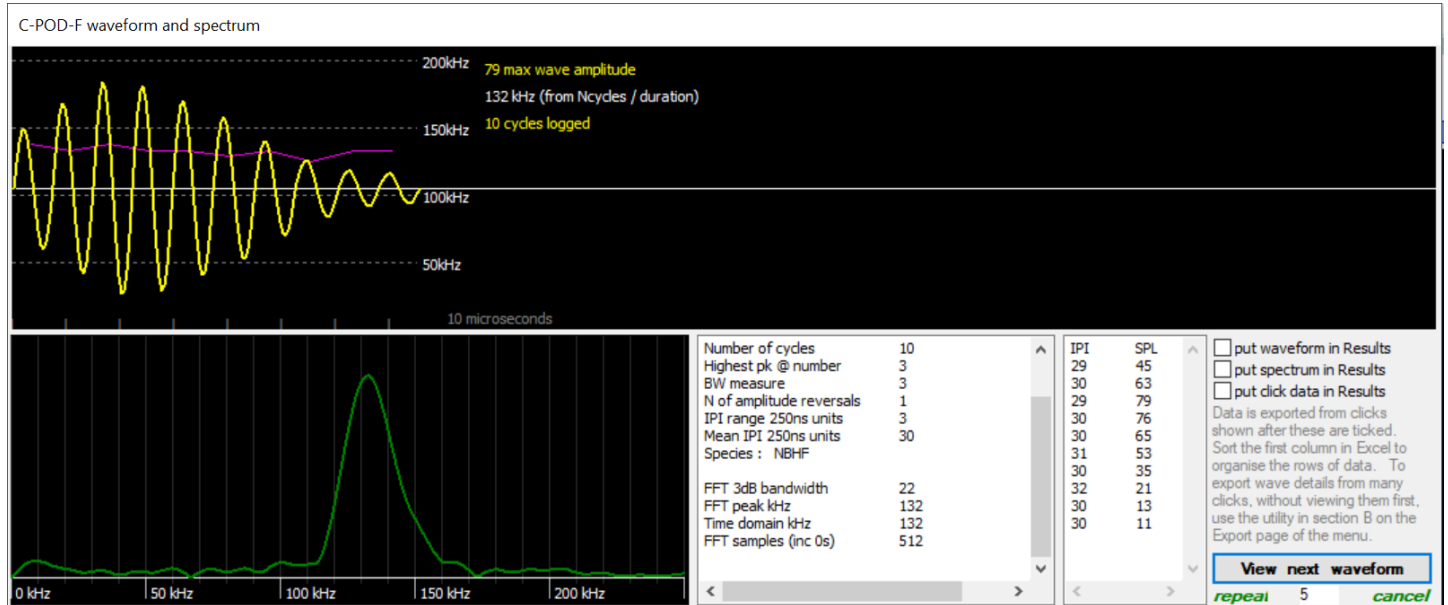 C-POD-F waveform and spectrum
200kHz
79 max wave amplitude
132 kHz (from Ncycles / duration)
10 cycles logged
150kHz
100kHz
50kHz
10 microseconds
0 kHz
50 kHz
100 kHz
150 kHz
200 kHz
Number of cycles 10
Highest pk @ number 3
BW measure 3
N of amplitude reversals 1
IPI range 250ns units 3
Mean IPI 250ns units 30
Species : NBHF
FFT 3dB bandwidth 22
FFT peak kHz 132
Time domain kHz 132
FFT samples (inc 0s) 512
IPI SPL
29 45
30 63
29 79
30 76
30 65
31 53
30 35
32 21
30 13
30 11
put waveform in Results
put spectrum in Results
put click data in Results
Data is exported from clicks
shown after these are ticked.
Sort the first column in Excel to
organise the rows of data. To
export wave details from many
clicks, without viewing them first,
use the utility in section B on the
Export page of the menu.
View next waveform
repeat 5 cancel